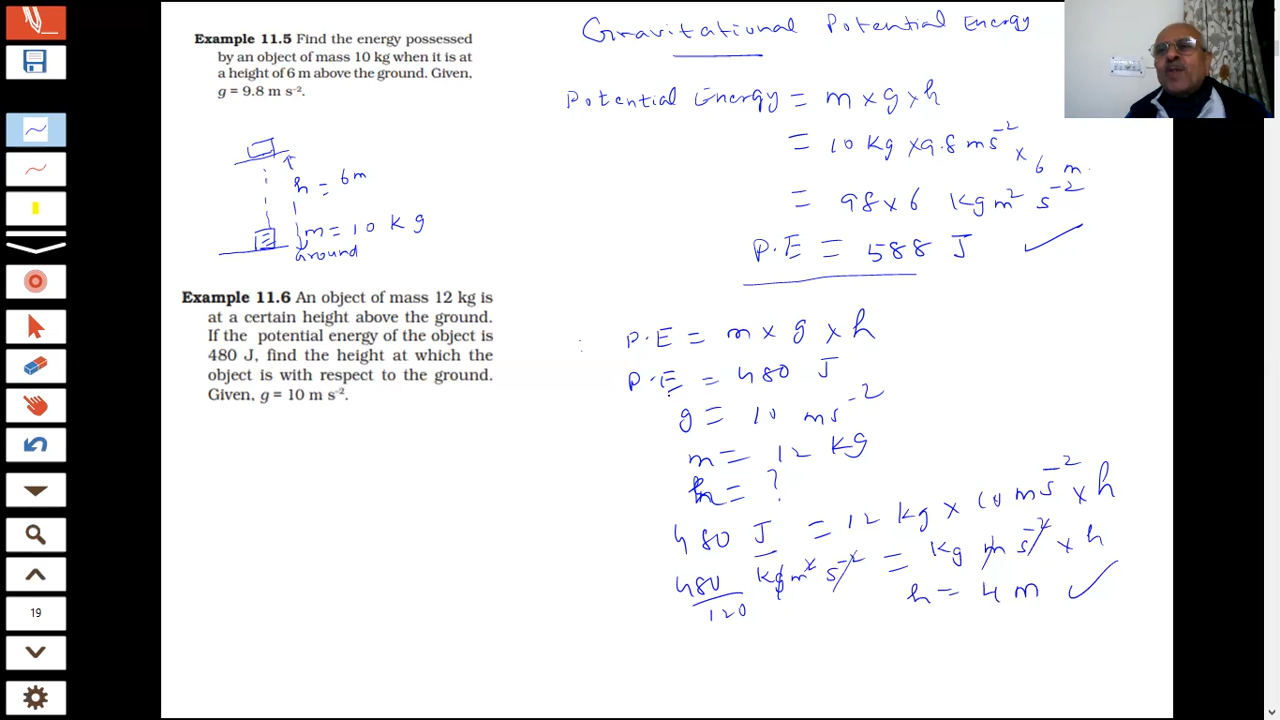 Gravitational Potential Energy
Example 11.5 Find the energy possessed
by an object of mass 10 kg when it is at
a height of 6 m above the ground. Given,
g = 9.8 m s⁻².
Potential Energy = m × g × h
= 10 Kg × 9.8 ms⁻² × 6 m
= 98 × 6 Kg m² s⁻²
P.E = 588 J
h = 6m
m = 10 Kg
around
Example 11.6 An object of mass 12 kg is
at a certain height above the ground.
If the potential energy of the object is
480 J, find the height at which the
object is with respect to the ground.
Given, g = 10 m s⁻².
P.E = m × g × h
P.E = 480 J
g = 10 ms⁻²
m = 12 Kg
h = ?
480 J = 12 Kg × 10 ms⁻² × h
480/120 Kg m² s⁻² = Kg m s⁻² × h
h = 4 m
19